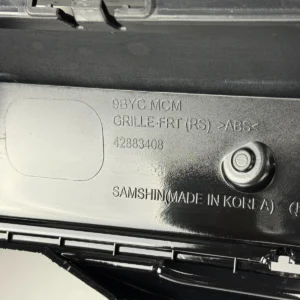 9BYC MCM
GRILLE-FRT (RS) >ABS<
42883408
SAMSHIN(MADE IN KOREA)